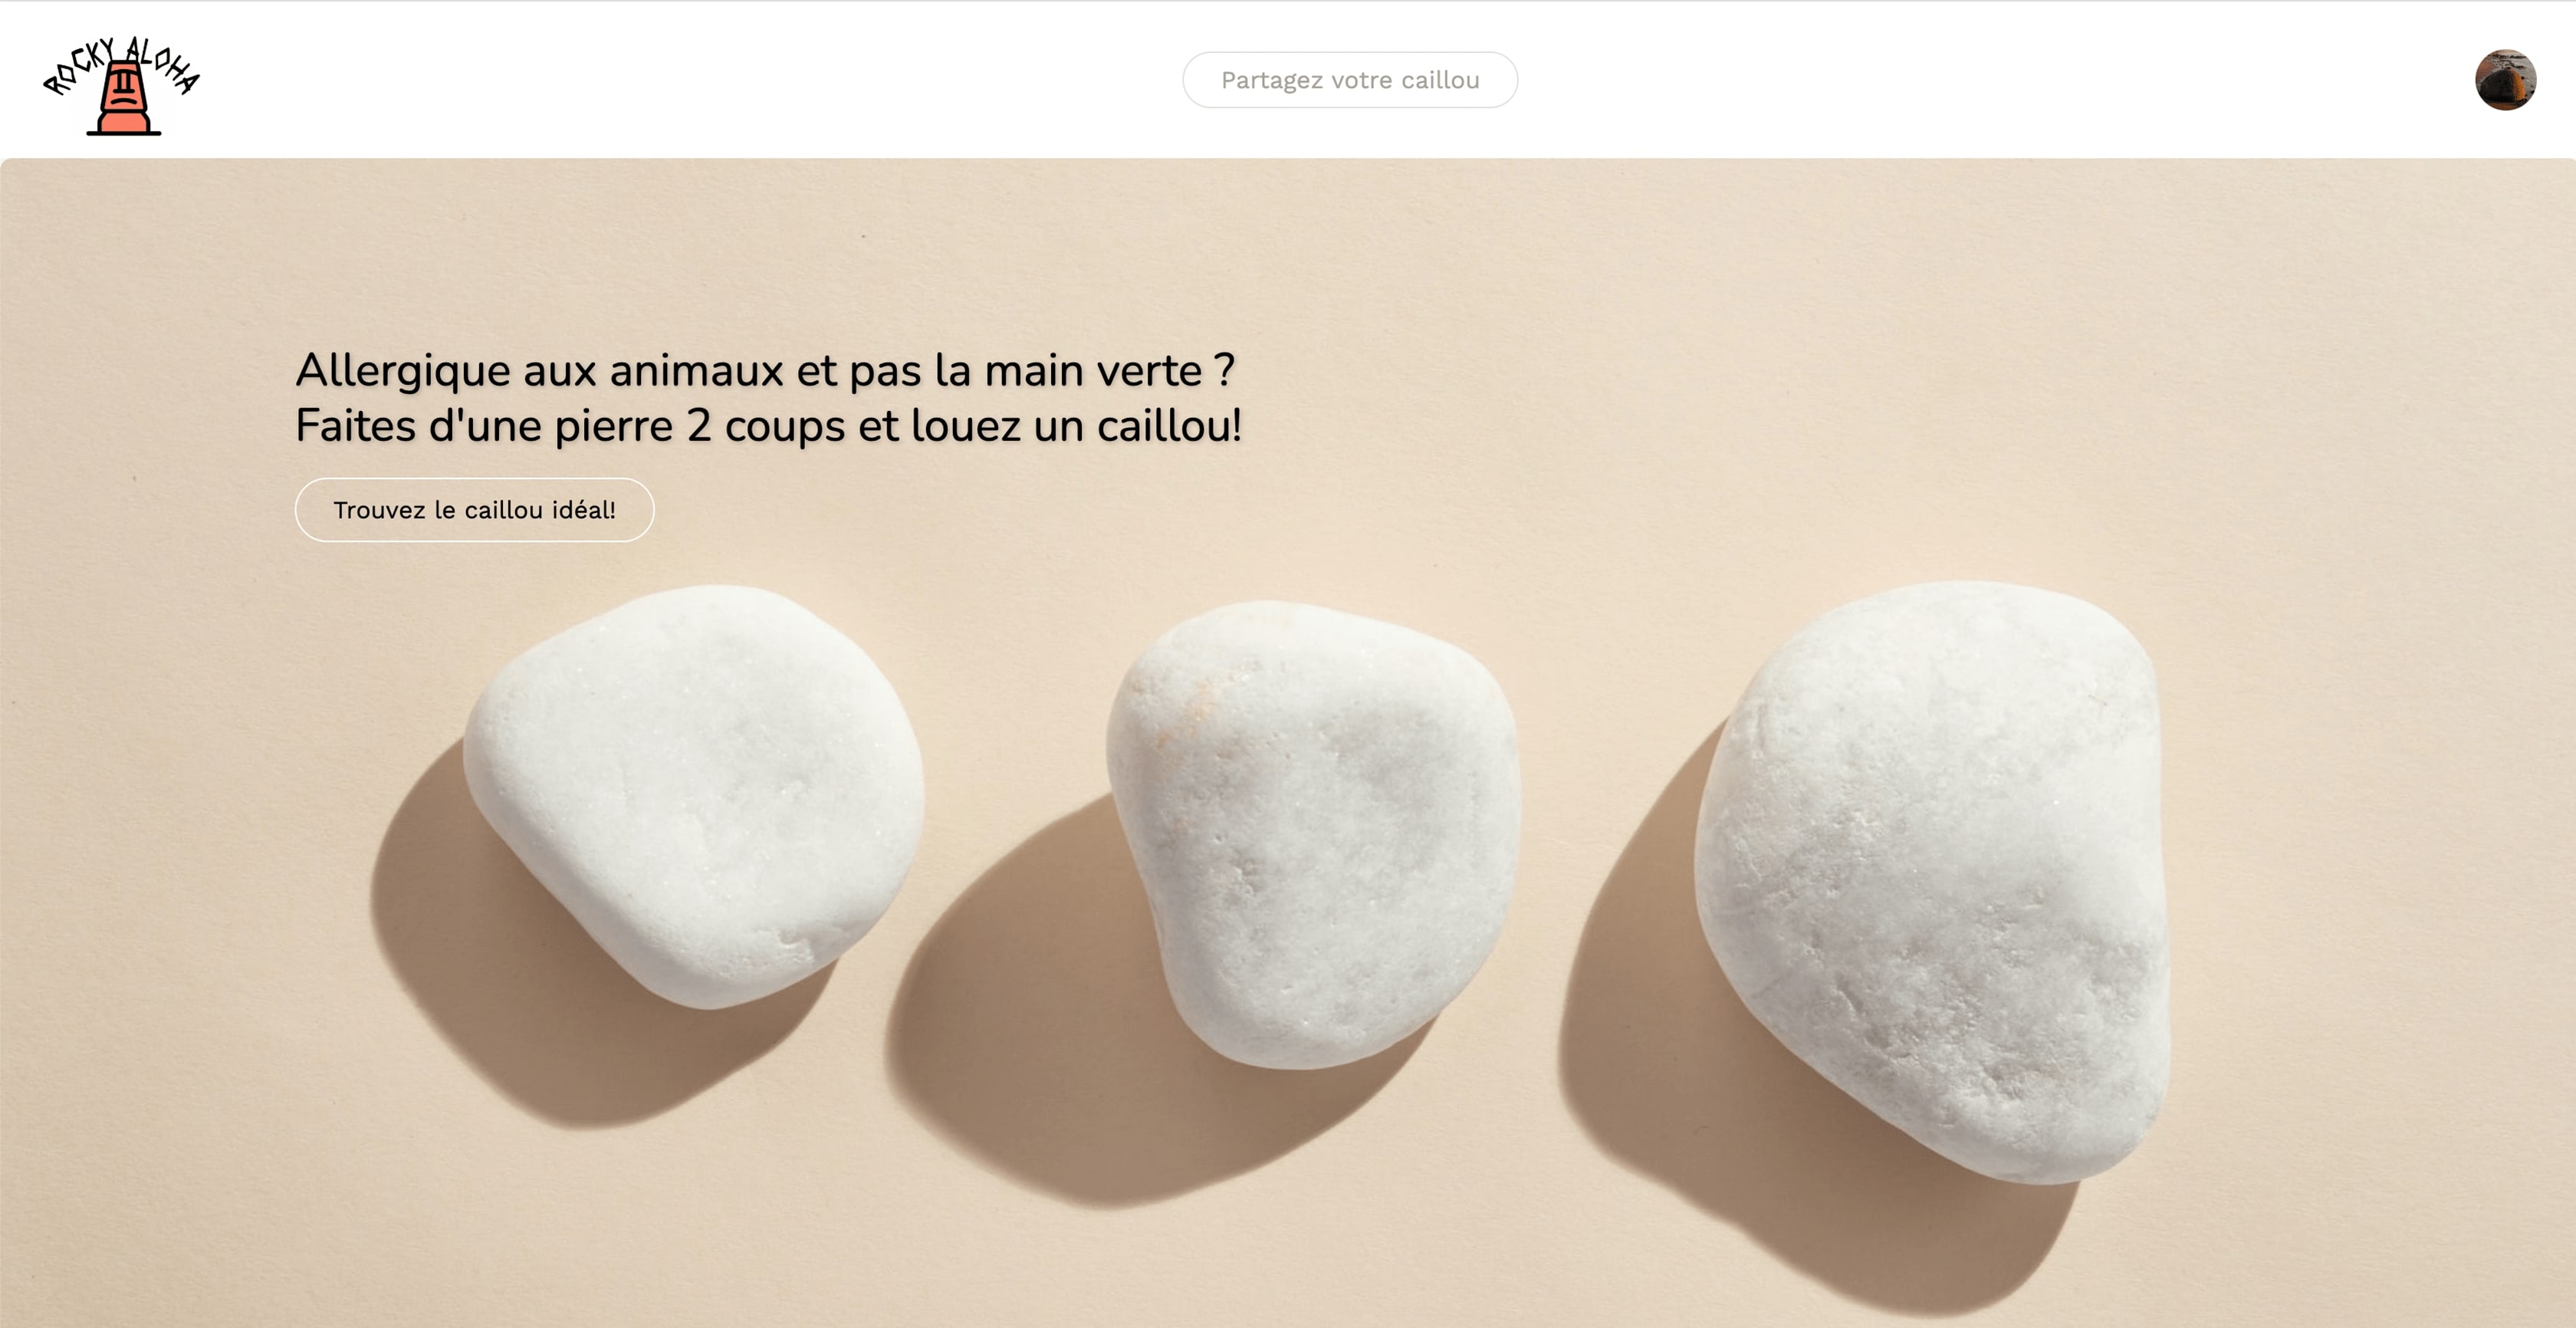 ROCKY ALOHA
Partagez votre caillou
Allergique aux animaux et pas la main verte ?
Faites d'une pierre 2 coups et louez un caillou!
Trouvez le caillou idéal!